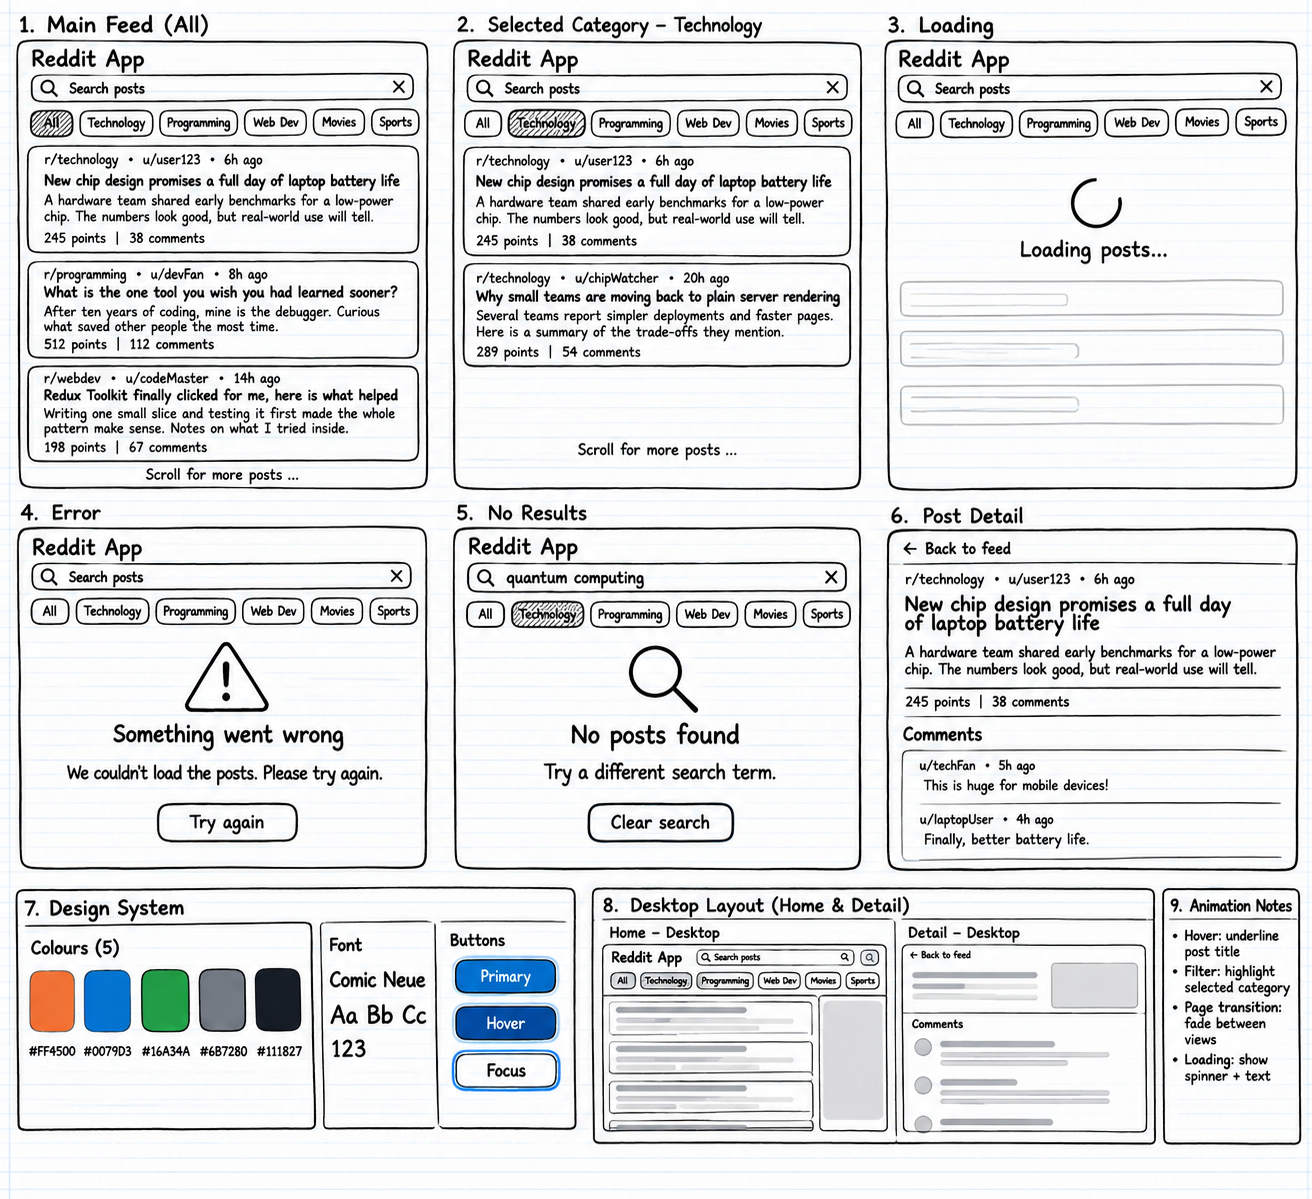 1. Main Feed (All)
Reddit App
Search posts
All Technology Programming Web Dev Movies Sports
r/technology • u/user123 • 6h ago
New chip design promises a full day of laptop battery life
A hardware team shared early benchmarks for a low-power
chip. The numbers look good, but real-world use will tell.
245 points | 38 comments
r/programming • u/devFan • 8h ago
What is the one tool you wish you had learned sooner?
After ten years of coding, mine is the debugger. Curious
what saved other people the most time.
512 points | 112 comments
r/webdev • u/codeMaster • 14h ago
Redux Toolkit finally clicked for me, here is what helped
Writing one small slice and testing it first made the whole
pattern make sense. Notes on what I tried inside.
198 points | 67 comments
Scroll for more posts ...
2. Selected Category – Technology
Reddit App
Search posts
All Technology Programming Web Dev Movies Sports
r/technology • u/user123 • 6h ago
New chip design promises a full day of laptop battery life
A hardware team shared early benchmarks for a low-power
chip. The numbers look good, but real-world use will tell.
245 points | 38 comments
r/technology • u/chipWatcher • 20h ago
Why small teams are moving back to plain server rendering
Several teams report simpler deployments and faster pages.
Here is a summary of the trade-offs they mention.
289 points | 54 comments
Scroll for more posts ...
3. Loading
Reddit App
Search posts
All Technology Programming Web Dev Movies Sports
Loading posts...
4. Error
Reddit App
Search posts
All Technology Programming Web Dev Movies Sports
Something went wrong
We couldn't load the posts. Please try again.
Try again
5. No Results
Reddit App
quantum computing
All Technology Programming Web Dev Movies Sports
No posts found
Try a different search term.
Clear search
6. Post Detail
← Back to feed
r/technology • u/user123 • 6h ago
New chip design promises a full day
of laptop battery life
A hardware team shared early benchmarks for a low-power
chip. The numbers look good, but real-world use will tell.
245 points | 38 comments
Comments
u/techFan • 5h ago
This is huge for mobile devices!
u/laptopUser • 4h ago
Finally, better battery life.
7. Design System
Colours (5)
#FF4500 #0079D3 #16A34A #6B7280 #111827
Font
Comic Neue
Aa Bb Cc
123
Buttons
Primary
Hover
Focus
8. Desktop Layout (Home & Detail)
Home – Desktop
Reddit App
Search posts
All Technology Programming Web Dev Movies Sports
Detail – Desktop
← Back to feed
Comments
9. Animation Notes
• Hover: underline
post title
• Filter: highlight
selected category
• Page transition:
fade between
views
• Loading: show
spinner + text